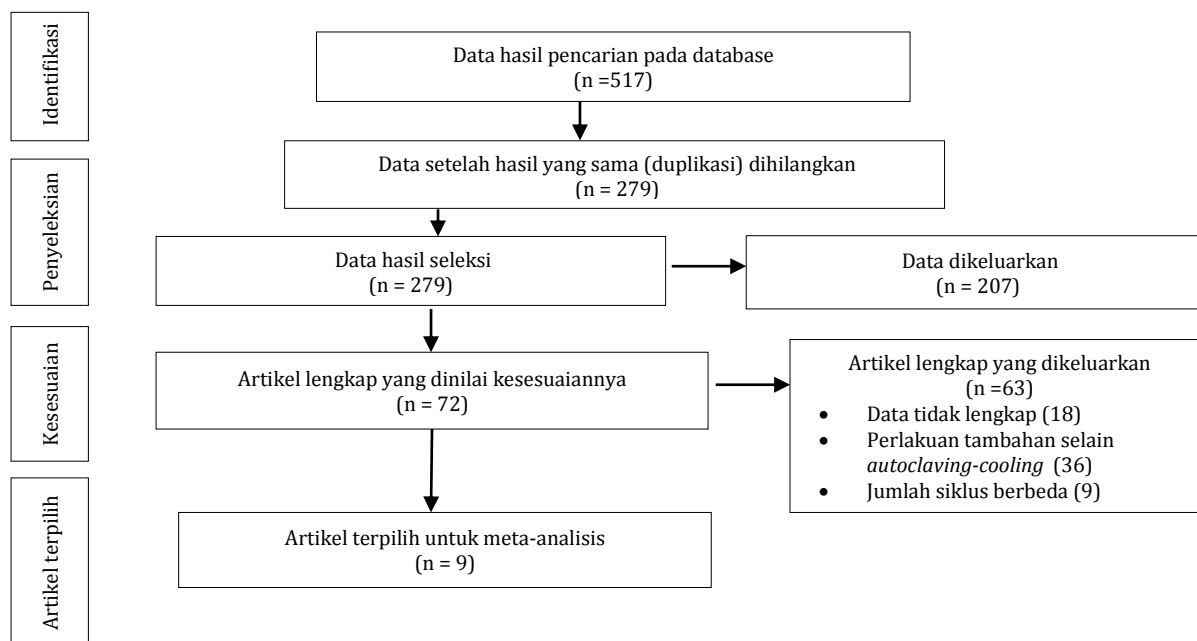 Identifikasi
Data hasil pencarian pada database
(n =517)
Data setelah hasil yang sama (duplikasi) dihilangkan
(n = 279)
Penyeleksian
Data hasil seleksi
(n = 279)
Data dikeluarkan
(n = 207)
Kesesuaian
Artikel lengkap yang dinilai kesesuaiannya
(n = 72)
Artikel lengkap yang dikeluarkan
(n =63)
• Data tidak lengkap (18)
• Perlakuan tambahan selain
autoclaving-cooling (36)
• Jumlah siklus berbeda (9)
Artikel terpilih
Artikel terpilih untuk meta-analisis
(n = 9)